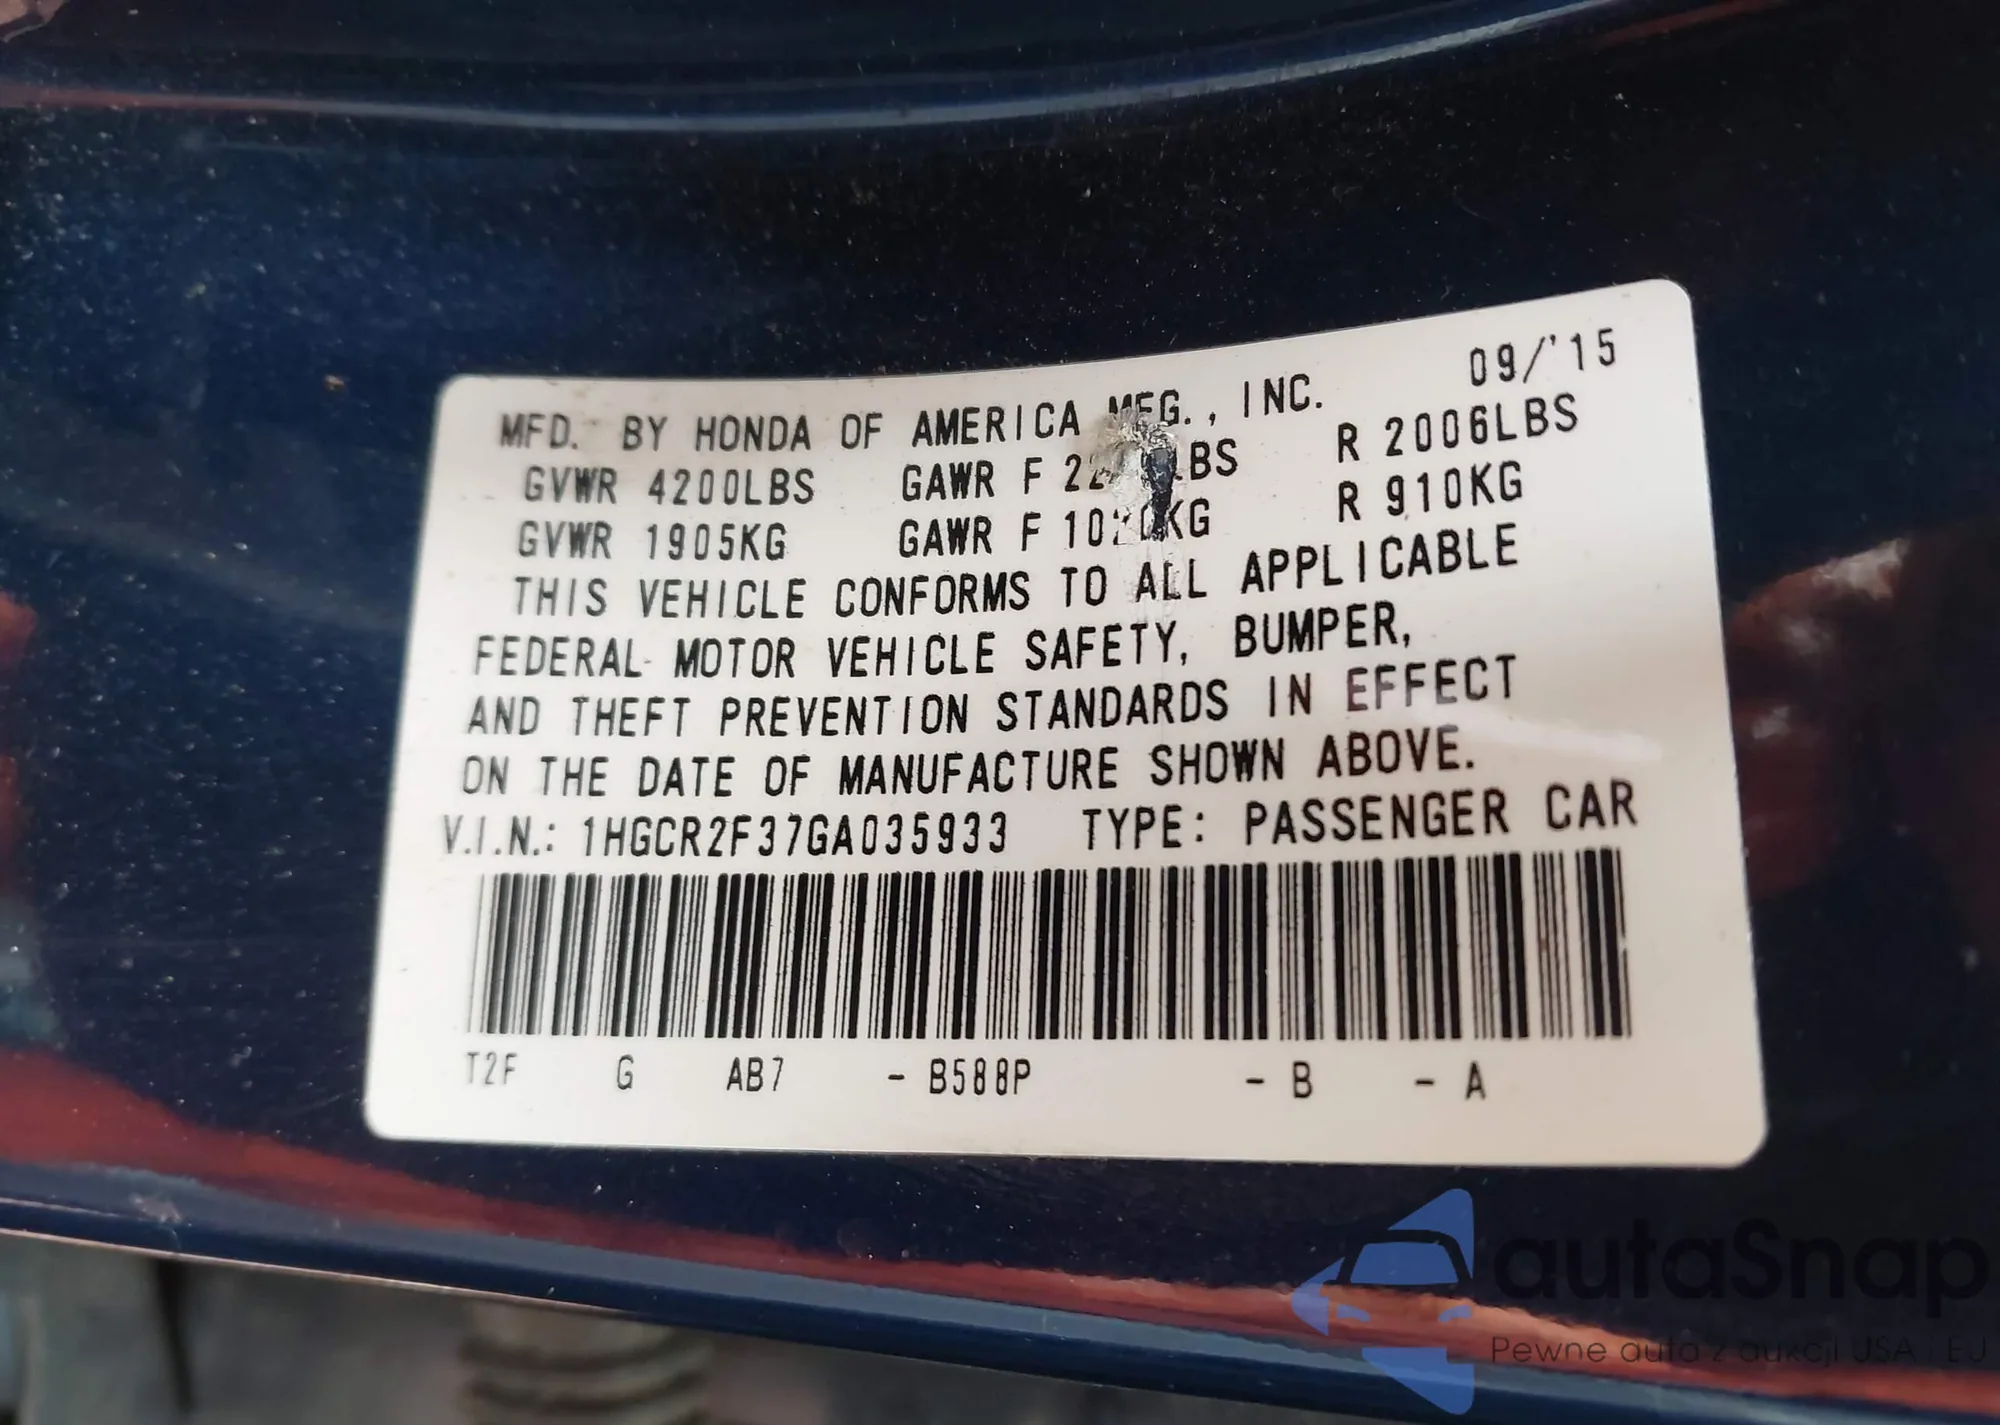 09/'15
MFD. BY HONDA OF AMERICA MFG., INC.
GVWR 4200LBS GAWR F R 2006LBS
GVWR 1905KG GAWR F R 910KG
THIS VEHICLE CONFORMS TO ALL APPLICABLE
FEDERAL MOTOR VEHICLE SAFETY, BUMPER,
AND THEFT PREVENTION STANDARDS IN EFFECT
ON THE DATE OF MANUFACTURE SHOWN ABOVE.
V.I.N.: 1HGCR2F37GA035933 TYPE: PASSENGER CAR
T2F G AB7 - B588P - B - A
autaSnap
Pewne auta z aukcji USA i EU